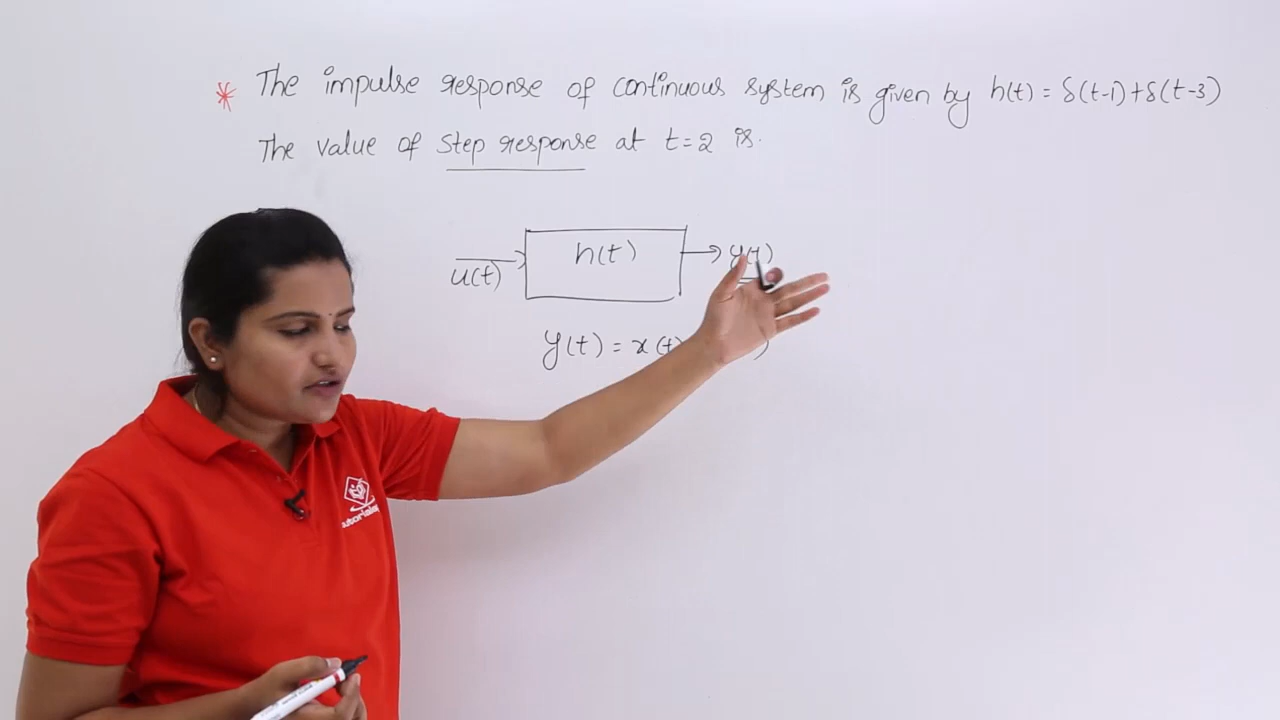 * The impulse response of continuous system is given by h(t) = δ(t-1)+δ(t-3)
The value of step response at t=2 is.
u(t) h(t) y(t)
y(t) = x(t)